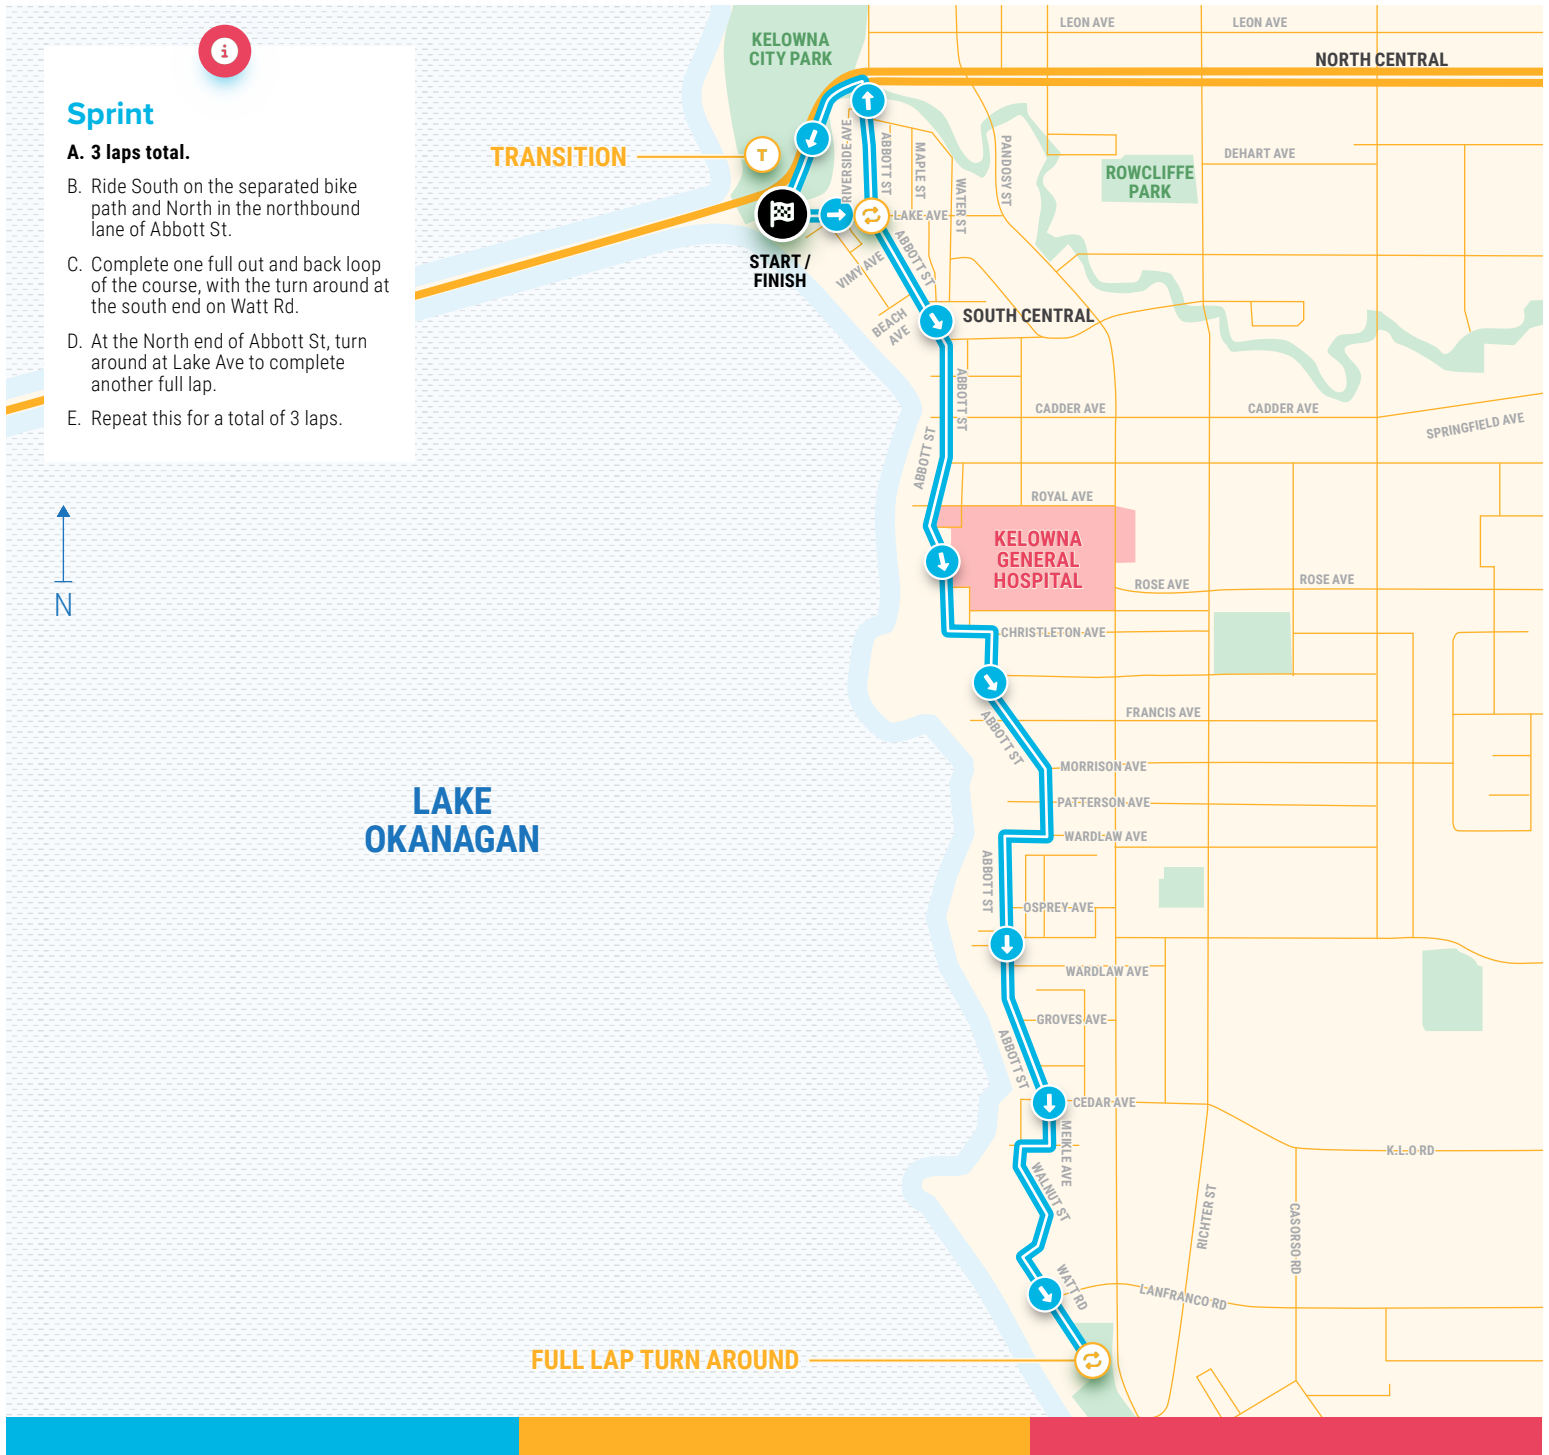 Sprint
A. 3 laps total.
B. Ride South on the separated bike
path and North in the northbound
lane of Abbott St.
C. Complete one full out and back loop
of the course, with the turn around at
the south end on Watt Rd.
D. At the North end of Abbott St, turn
around at Lake Ave to complete
another full lap.
E. Repeat this for a total of 3 laps.
N
LAKE
OKANAGAN
KELOWNA
CITY PARK
LEON AVE
LEON AVE
NORTH CENTRAL
TRANSITION
T
RIVERSIDE AVE
ABBOTT ST
MAPLE ST
WATER ST
PANDOSY ST
DEHART AVE
ROWCLIFFE
PARK
LAKE AVE
START /
FINISH
VIMY AVE
ABBOTT ST
BEACH
AVE
SOUTH CENTRAL
ABBOTT ST
CADDER AVE
CADDER AVE
SPRINGFIELD AVE
ABBOTT ST
ROYAL AVE
KELOWNA
GENERAL
HOSPITAL
ROSE AVE
ROSE AVE
CHRISTLETON AVE
ABBOTT ST
FRANCIS AVE
MORRISON AVE
PATTERSON AVE
WARDLAW AVE
ABBOTT ST
OSPREY AVE
WARDLAW AVE
GROVES AVE
ABBOTT ST
CEDAR AVE
MEIKLE AVE
K.L.O RD
WALNUT ST
RICHTER ST
CASORSO RD
WATT RD
LANFRANCO RD
FULL LAP TURN AROUND